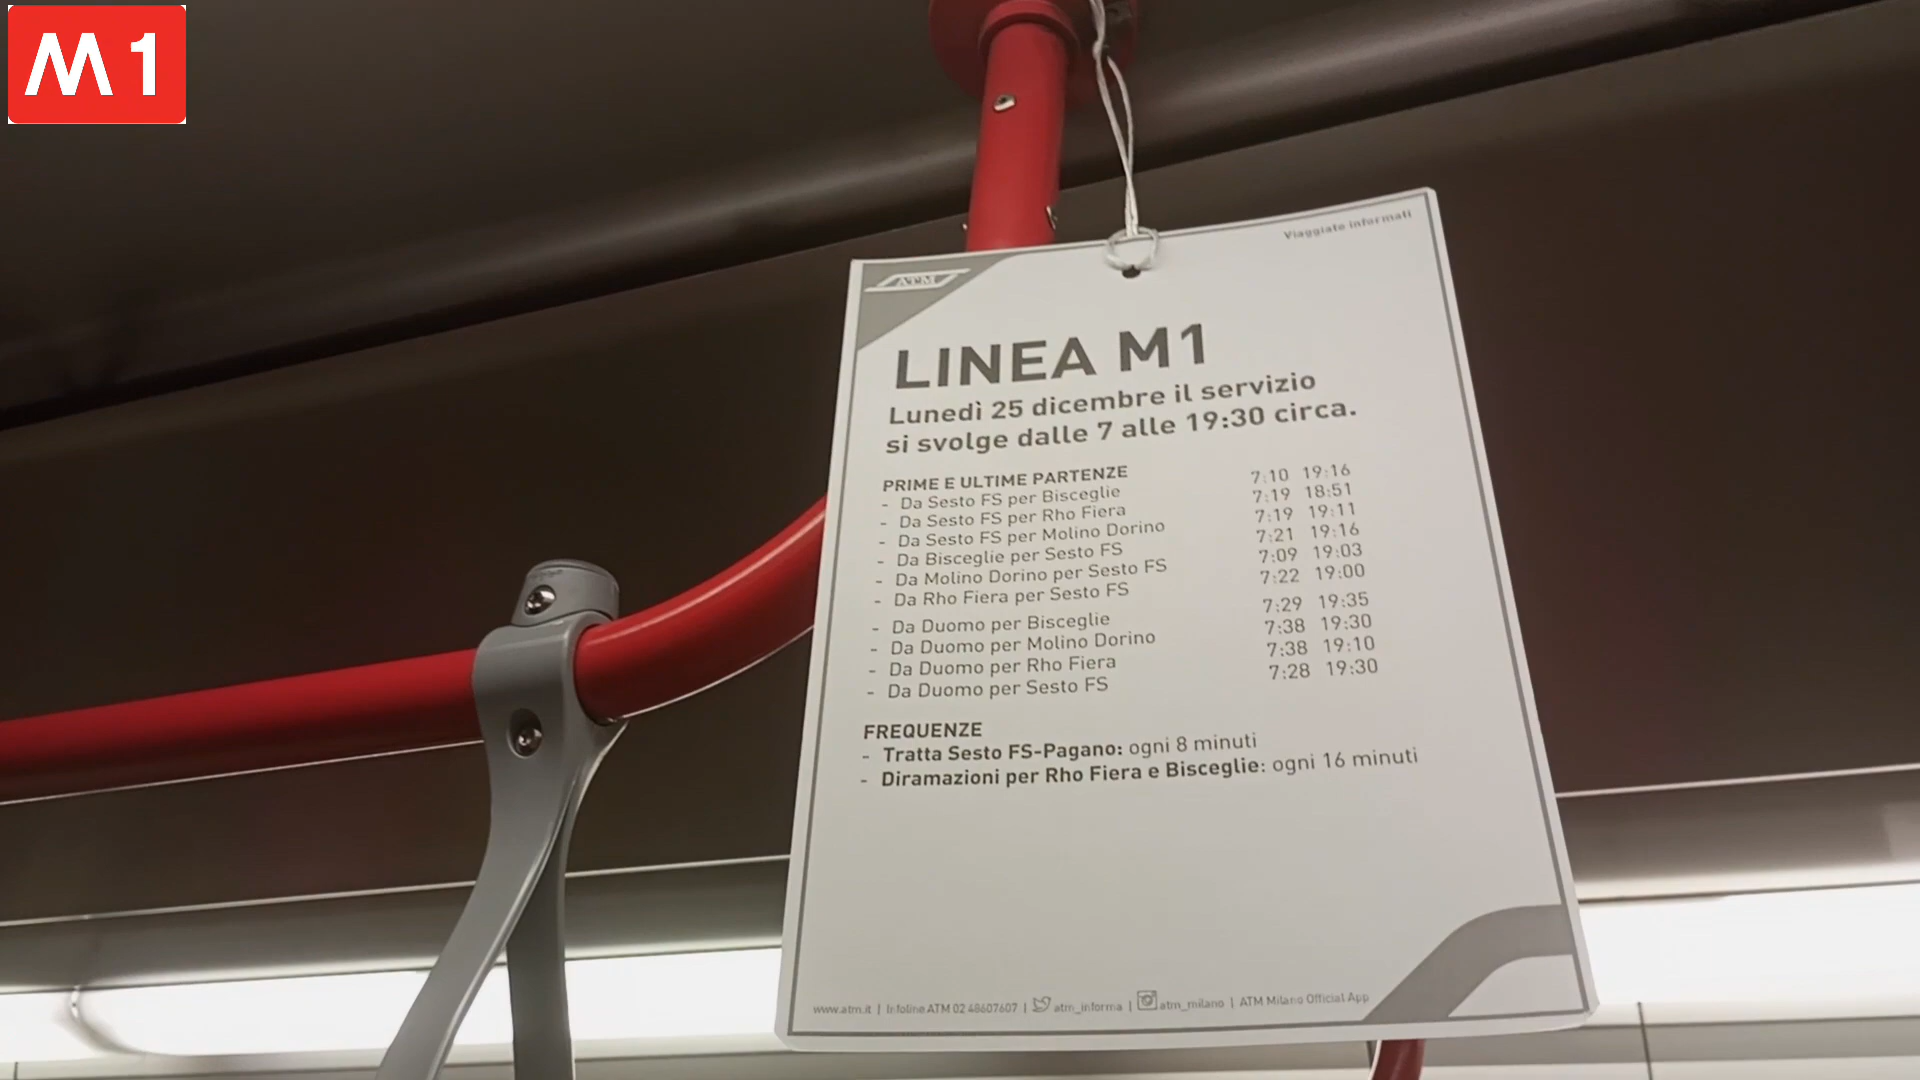 M1
Viaggiate informati
ATM
LINEA M1
Lunedì 25 dicembre il servizio
si svolge dalle 7 alle 19:30 circa.
PRIME E ULTIME PARTENZE
- Da Sesto FS per Bisceglie 7:10 19:16
- Da Sesto FS per Rho Fiera 7:19 18:51
- Da Sesto FS per Molino Dorino 7:19 19:11
- Da Bisceglie per Sesto FS 7:21 19:16
- Da Molino Dorino per Sesto FS 7:09 19:03
- Da Rho Fiera per Sesto FS 7:22 19:00
- Da Duomo per Bisceglie 7:29 19:35
- Da Duomo per Molino Dorino 7:38 19:30
- Da Duomo per Rho Fiera 7:38 19:10
- Da Duomo per Sesto FS 7:28 19:30
FREQUENZE
- Tratta Sesto FS-Pagano: ogni 8 minuti
- Diramazioni per Rho Fiera e Bisceglie: ogni 16 minuti
www.atm.it | Infoline ATM 02 48607607 | atm_informa | atm_milano | ATM Milano Official App